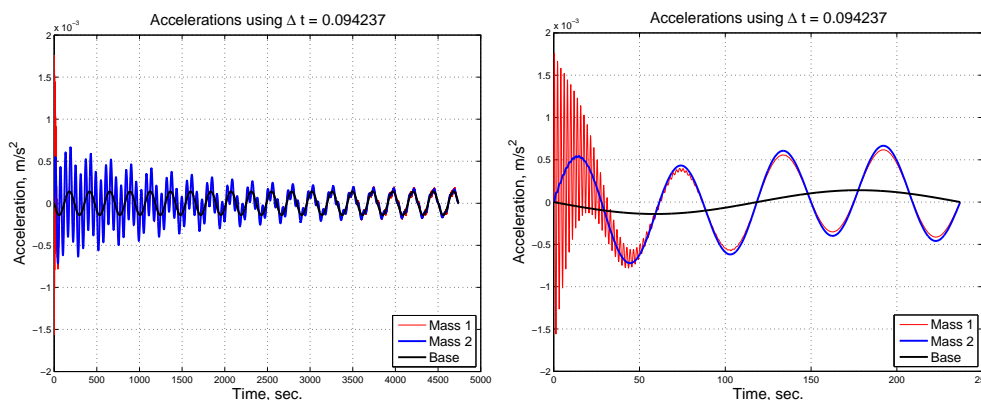 Accelerations using Δ t = 0.094237
x 10⁻³
2
1.5
1
0.5
0
−0.5
−1
−1.5
−2
Acceleration, m/s²
0 500 1000 1500 2000 2500 3000 3500 4000 4500 5000
Time, sec.
Mass 1
Mass 2
Base
Accelerations using Δ t = 0.094237
x 10⁻³
2
1.5
1
0.5
0
−0.5
−1
−1.5
−2
Acceleration, m/s²
0 50 100 150 200 250
Time, sec.
Mass 1
Mass 2
Base